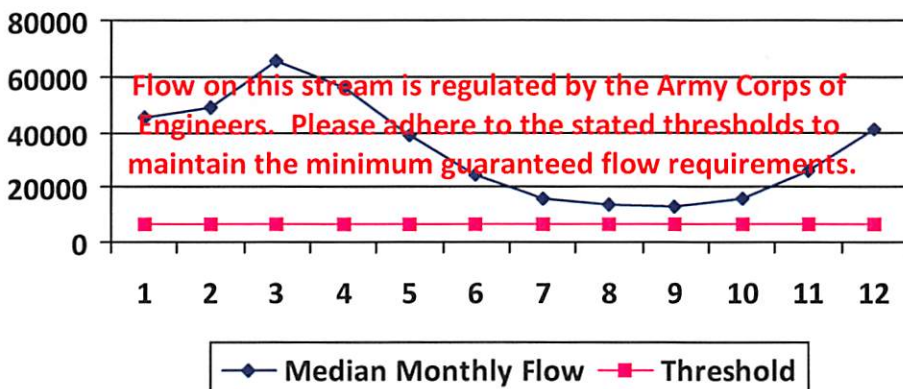 80000
60000
40000
20000
0
Flow on this stream is regulated by the Army Corps of
Engineers. Please adhere to the stated thresholds to
maintain the minimum guaranteed flow requirements.
1 2 3 4 5 6 7 8 9 10 11 12
Median Monthly Flow Threshold